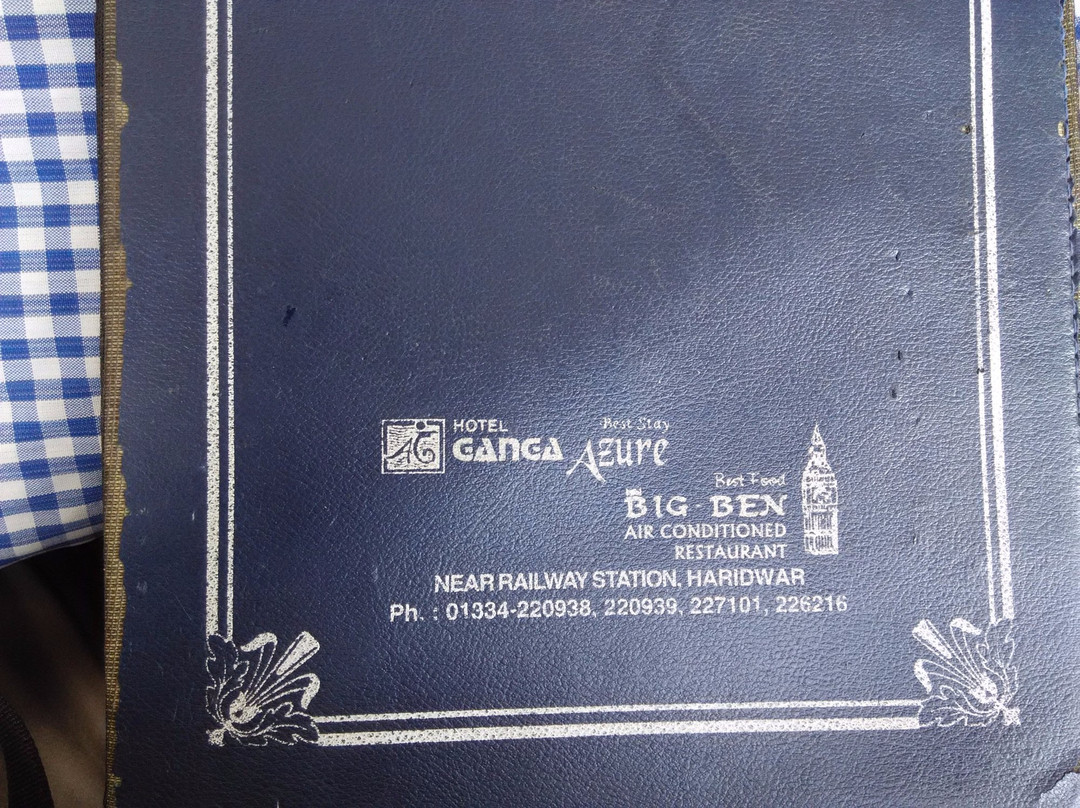 HOTEL
GANGA Azure
Best Stay
Best Food
THE
BIG BEN
AIR CONDITIONED
RESTAURANT
NEAR RAILWAY STATION, HARIDWAR
Ph. : 01334-220938, 220939, 227101, 226216